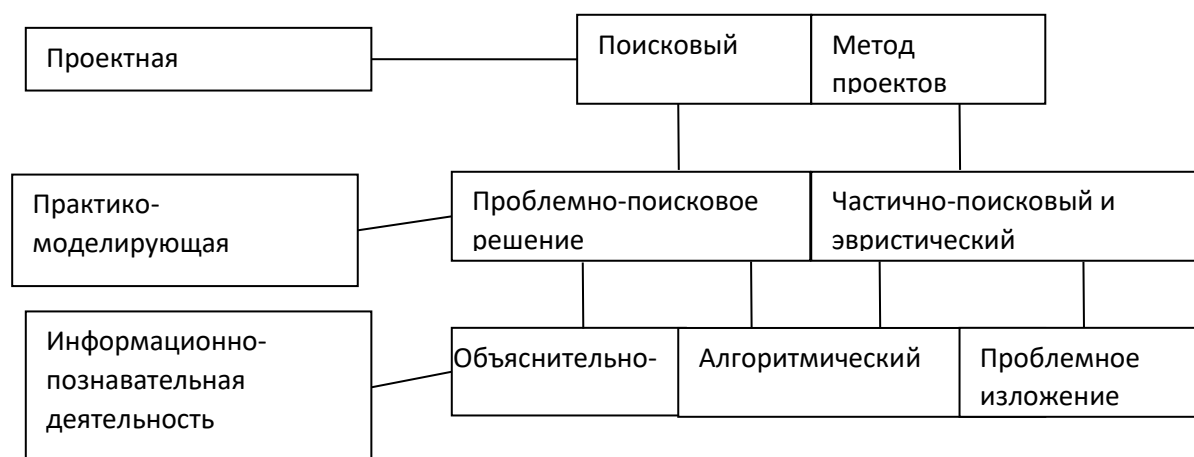 Проектная
Поисковый
Метод
проектов
Практико-
моделирующая
Проблемно-поисковое
решение
Частично-поисковый и
эвристический
Информационно-
познавательная
деятельность
Объяснительно-
Алгоритмический
Проблемное
изложение